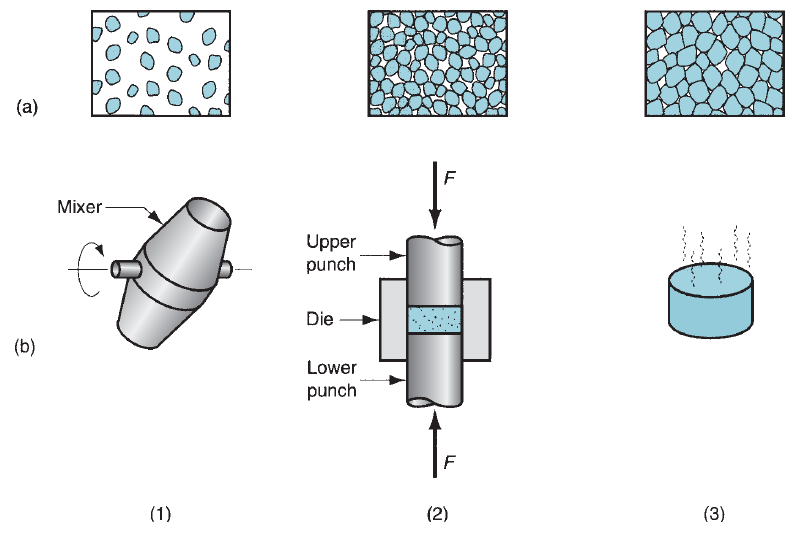 (a)
Mixer
F
Upper
punch
Die
Lower
punch
(b)
F
(1)
(2)
(3)